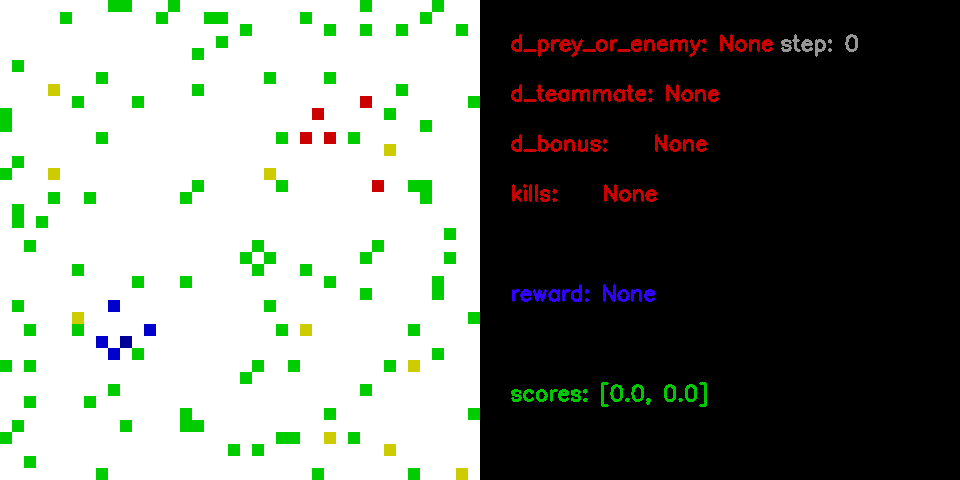 d_prey_or_enemy: None step: 0
d_teammate: None
d_bonus: None
kills: None
reward: None
scores: [0.0, 0.0]